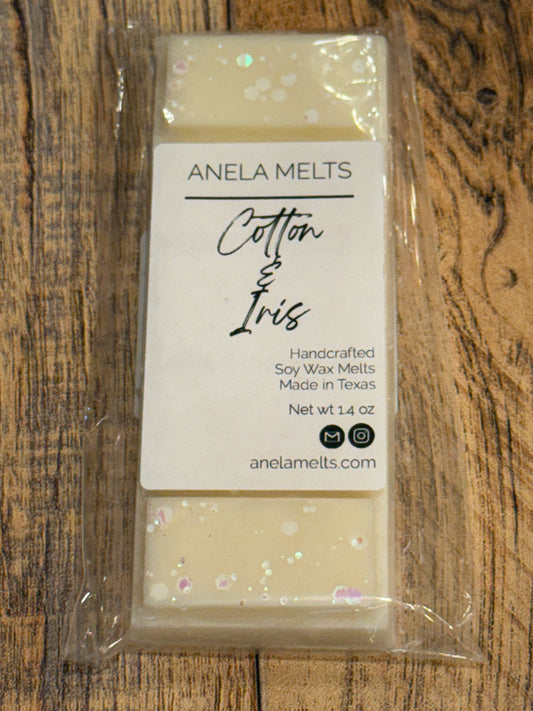 ANELA MELTS
Cotton
&
Iris
Handcrafted
Soy Wax Melts
Made in Texas
Net wt 1.4 oz
anelamelts.com